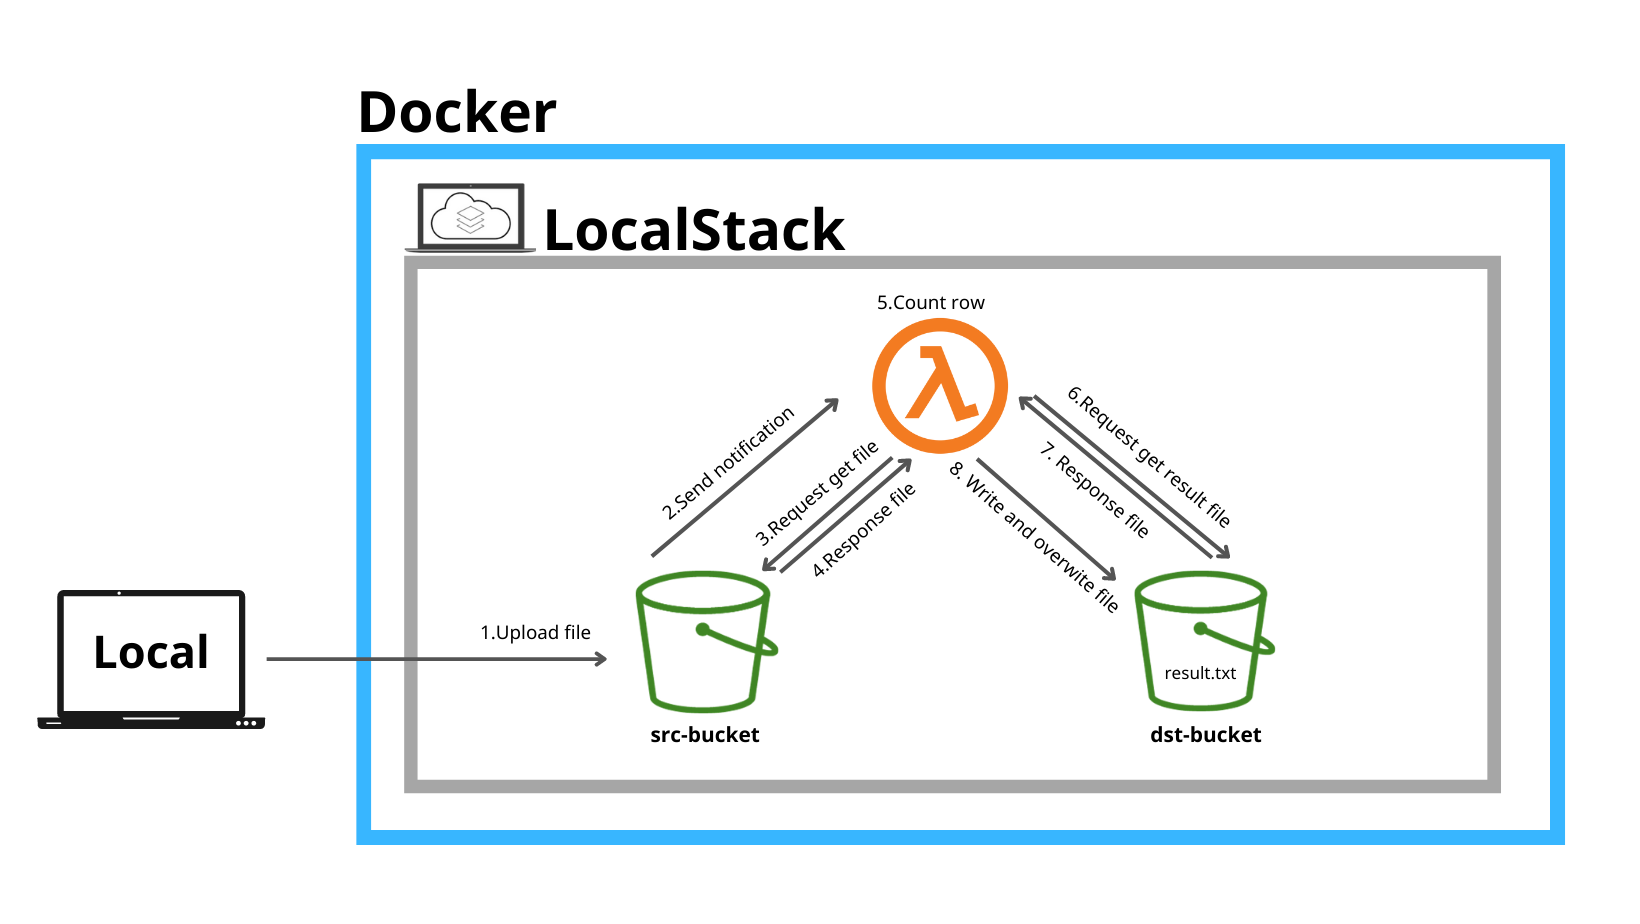 Docker
LocalStack
5.Count row
2.Send notification
3.Request get file
4.Response file
6.Request get result file
7. Response file
8. Write and overwite file
Local
1.Upload file
result.txt
src-bucket
dst-bucket